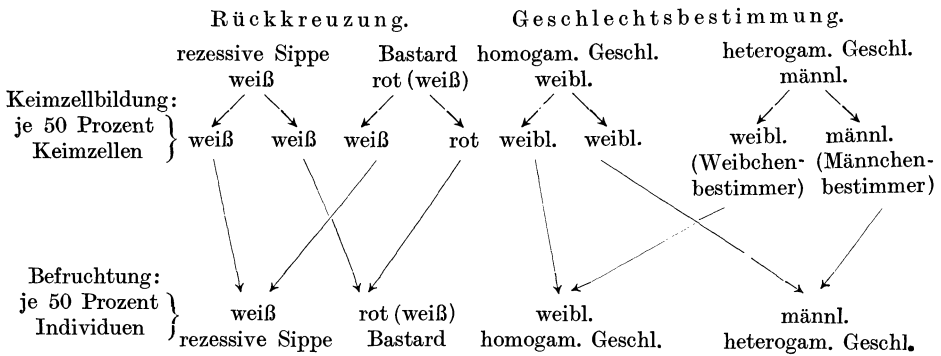 Rückkreuzung. Geschlechtsbestimmung.
rezessive Sippe Bastard homogam. Geschl. heterogam. Geschl.
weiß rot (weiß) weibl. männl.
Keimzellbildung:
je 50 Prozent
Keimzellen
weiß weiß weiß rot weibl. weibl. weibl. männl.
(Weibchen- (Männchen-
bestimmer) bestimmer)
Befruchtung:
je 50 Prozent
Individuen
weiß rot (weiß) weibl. männl.
rezessive Sippe Bastard homogam. Geschl. heterogam. Geschl.